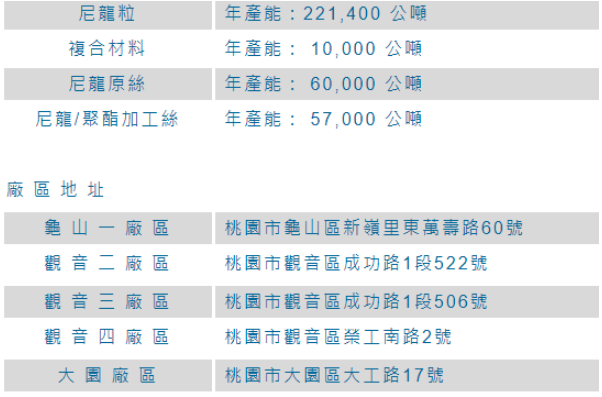 尼龍粒 年產能：221,400 公噸
複合材料 年產能： 10,000 公噸
尼龍原絲 年產能： 60,000 公噸
尼龍/聚酯加工絲 年產能： 57,000 公噸
廠區地址
龜山一廠區 桃園市龜山區新嶺里東萬壽路60號
觀音二廠區 桃園市觀音區成功路1段522號
觀音三廠區 桃園市觀音區成功路1段506號
觀音四廠區 桃園市觀音區榮工南路2號
大園廠區 桃園市大園區大工路17號